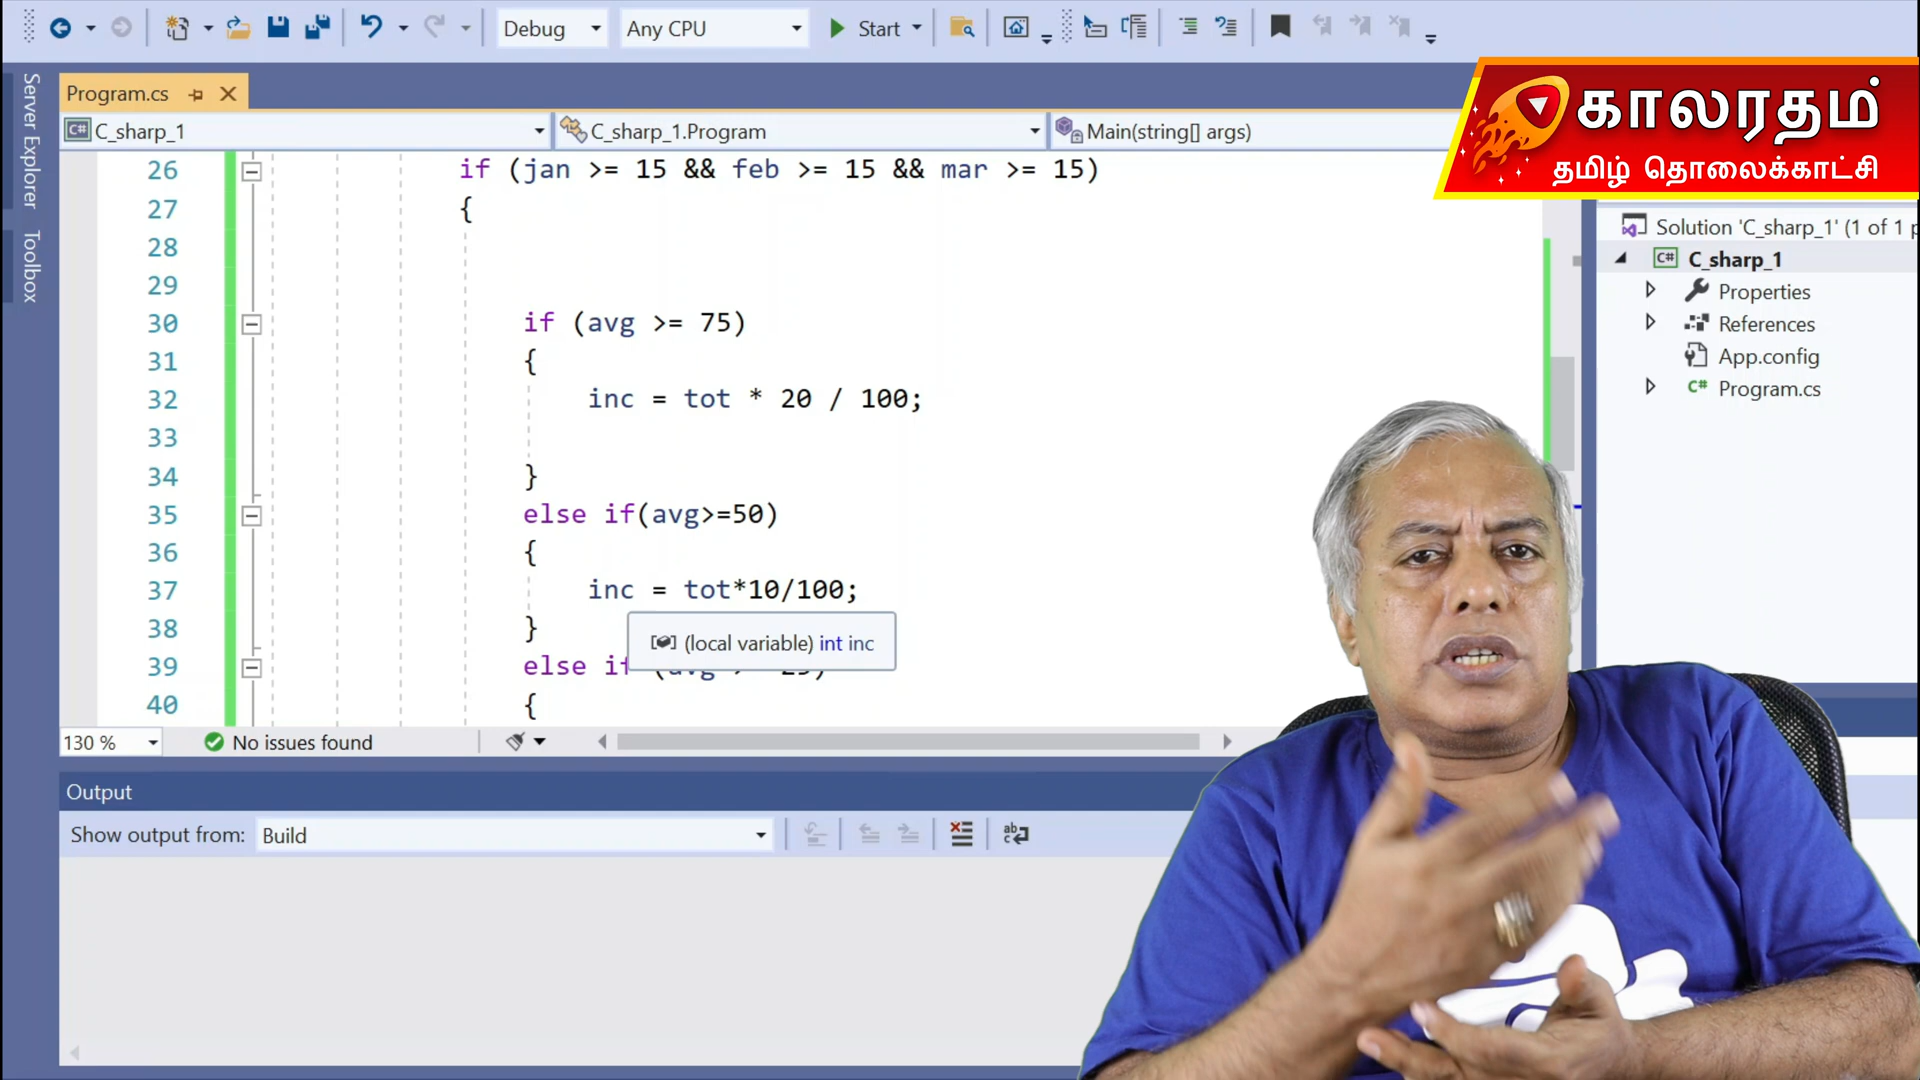 Debug
Any CPU
Start
Server Explorer
Toolbox
Program.cs
C_sharp_1
C_sharp_1.Program
Main(string[] args)
காலரதம்
தமிழ் தொலைக்காட்சி
26 if (jan >= 15 && feb >= 15 && mar >= 15)
27 {
28
29
30 if (avg >= 75)
31 {
32 inc = tot * 20 / 100;
33
34 }
35 else if(avg>=50)
36 {
37 inc = tot*10/100;
38 }
(local variable) int inc
39 else if (avg
40 {
130 %
No issues found
Output
Show output from: Build
Solution 'C_sharp_1' (1 of 1 p
C# C_sharp_1
Properties
References
App.config
C# Program.cs